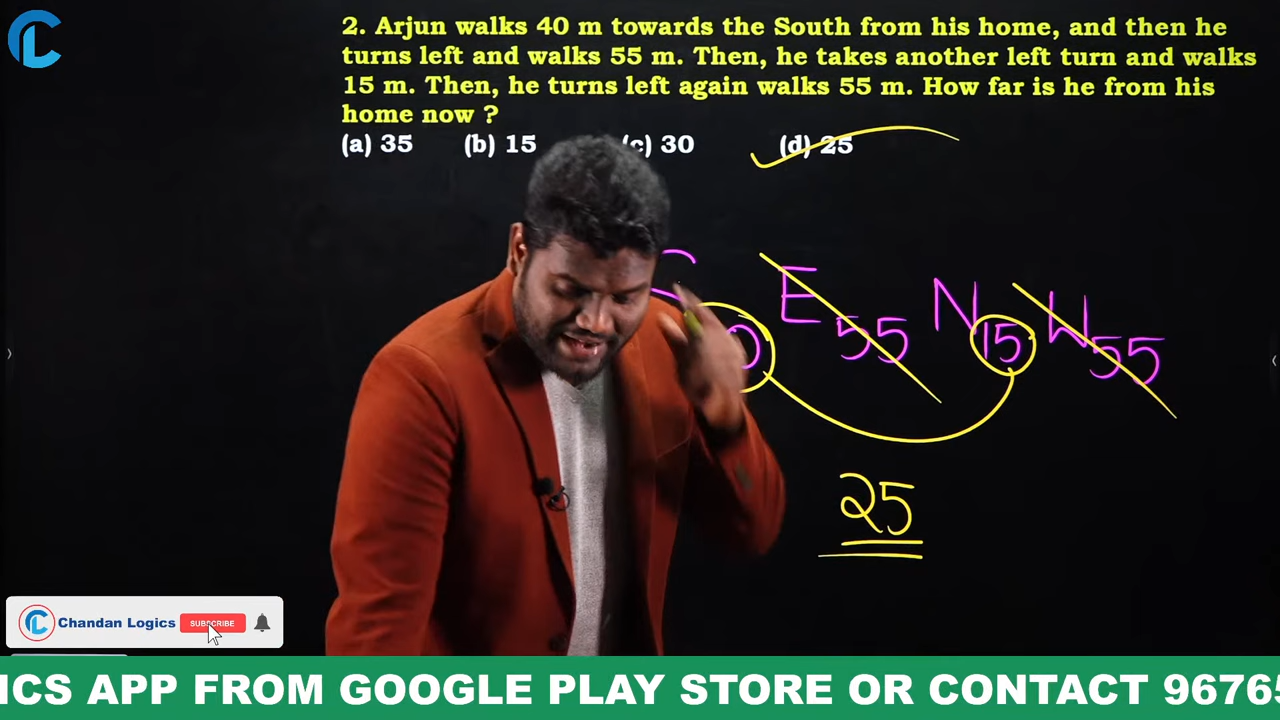 2. Arjun walks 40 m towards the South from his home, and then he
turns left and walks 55 m. Then, he takes another left turn and walks
15 m. Then, he turns left again walks 55 m. How far is he from his
home now ?
(a) 35 (b) 15 (c) 30 (d) 25
S 0 E 55 N 15 W 55
25
Chandan Logics SUBSCRIBE
ICS APP FROM GOOGLE PLAY STORE OR CONTACT 9676